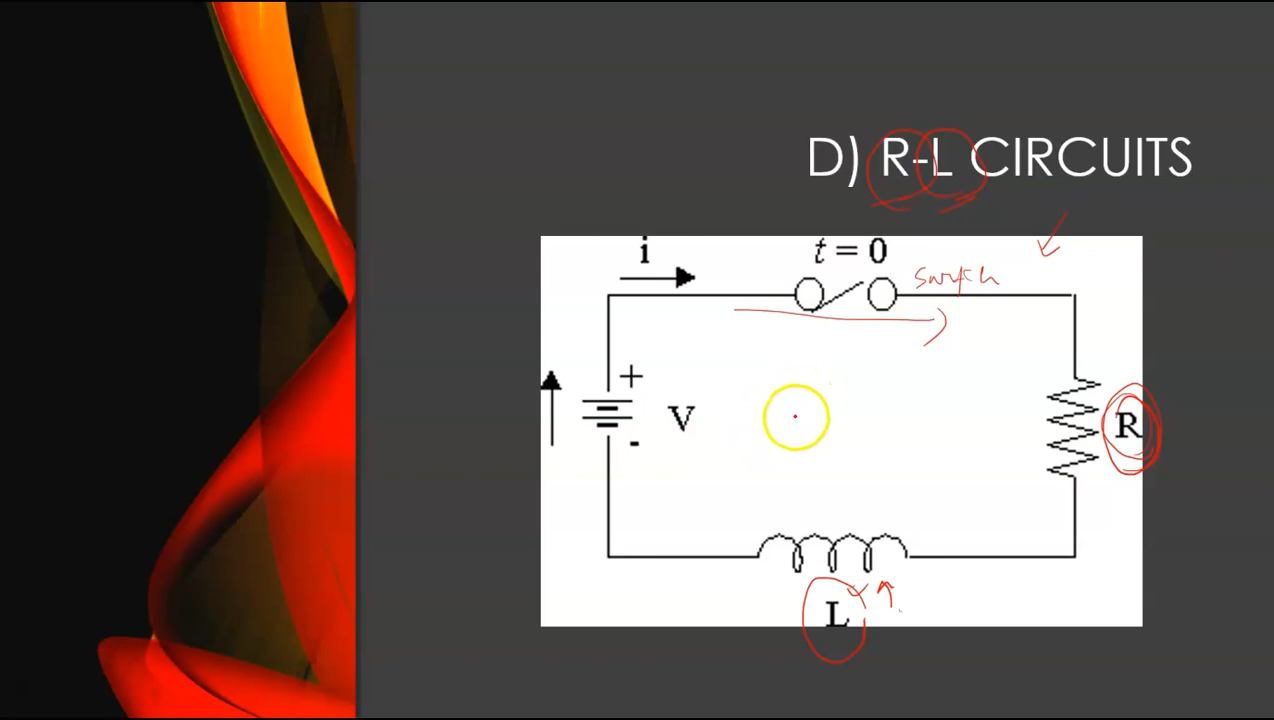 D) R-L CIRCUITS
i
t = 0
switch
+
V
-
R
L